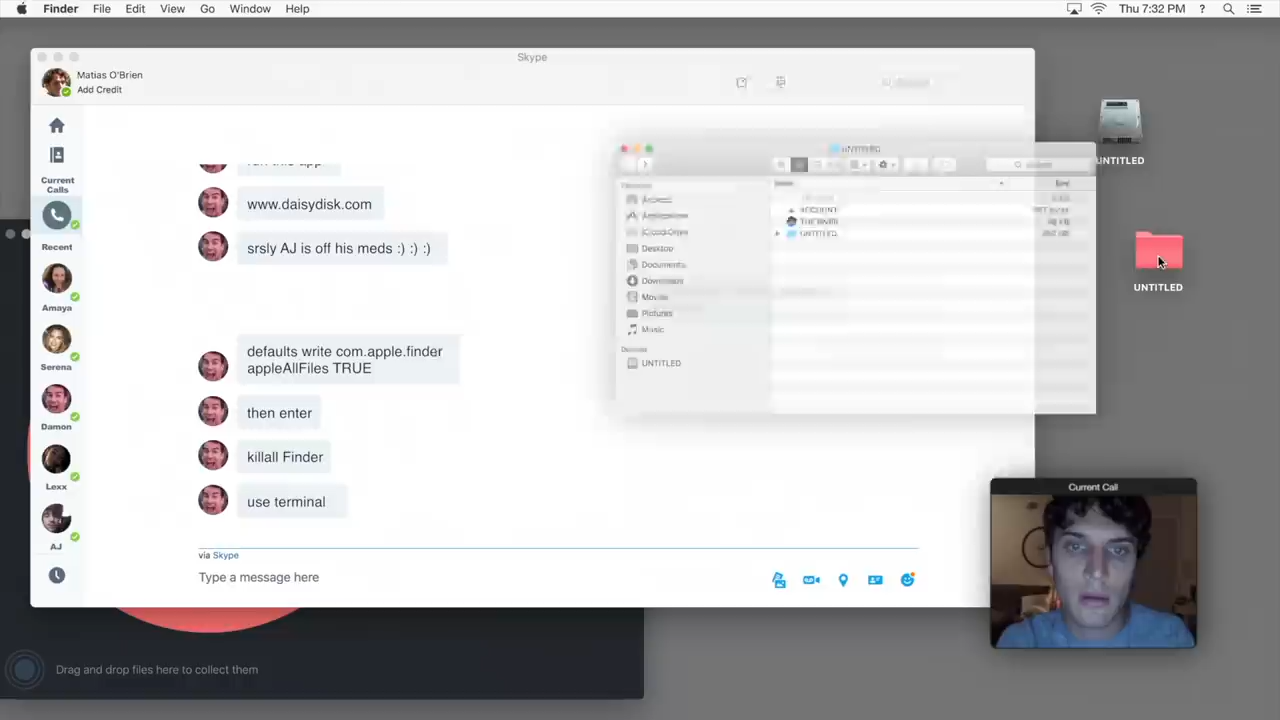 Finder File Edit View Go Window Help
Thu 7:32 PM
Skype
Matias O'Brien
Add Credit
www.daisydisk.com
srsly AJ is off his meds :) :) :)
defaults write com.apple.finder
appleAllFiles TRUE
then enter
killall Finder
use terminal
via Skype
Type a message here
Current
Calls
Recent
Amaya
Serena
Damon
Lexx
AJ
UNTITLED
Desktop
Documents
Downloads
Movies
Pictures
Music
UNTITLED
UNTITLED
UNTITLED
UNTITLED
Current Call
Drag and drop files here to collect them